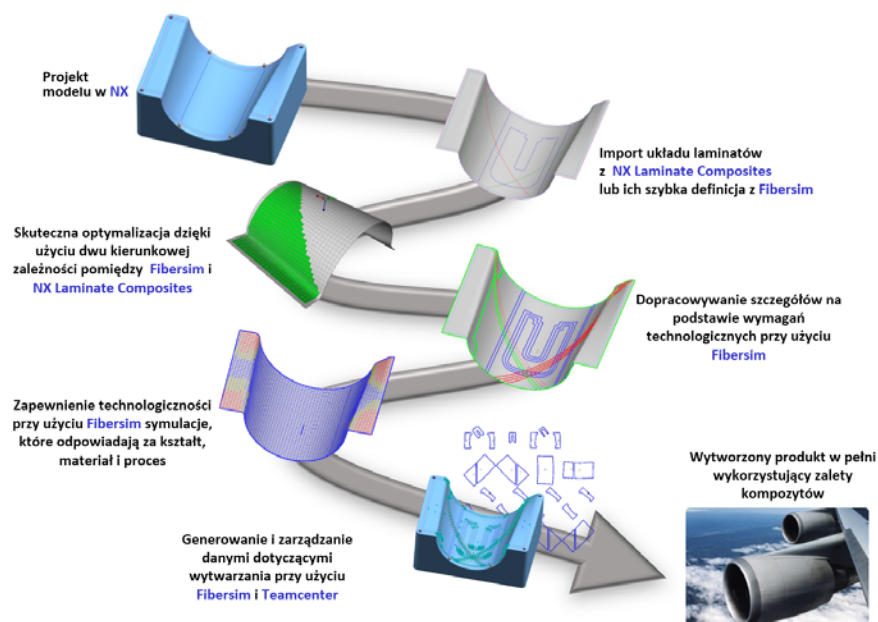 Projekt
modelu w NX
Import układu laminatów
z NX Laminate Composites
lub ich szybka definicja z Fibersim
Skuteczna optymalizacja dzięki
użyciu dwu kierunkowej
zależności pomiędzy Fibersim i
NX Laminate Composites
Dopracowywanie szczegółów na
podstawie wymagań
technologicznych przy użyciu
Fibersim
Zapewnienie technologiczności
przy użyciu Fibersim symulacje,
które odpowiadają za kształt,
materiał i proces
Wytworzony produkt w pełni
wykorzystujący zalety
kompozytów
Generowanie i zarządzanie
danymi dotyczącymi
wytwarzania przy użyciu
Fibersim i Teamcenter